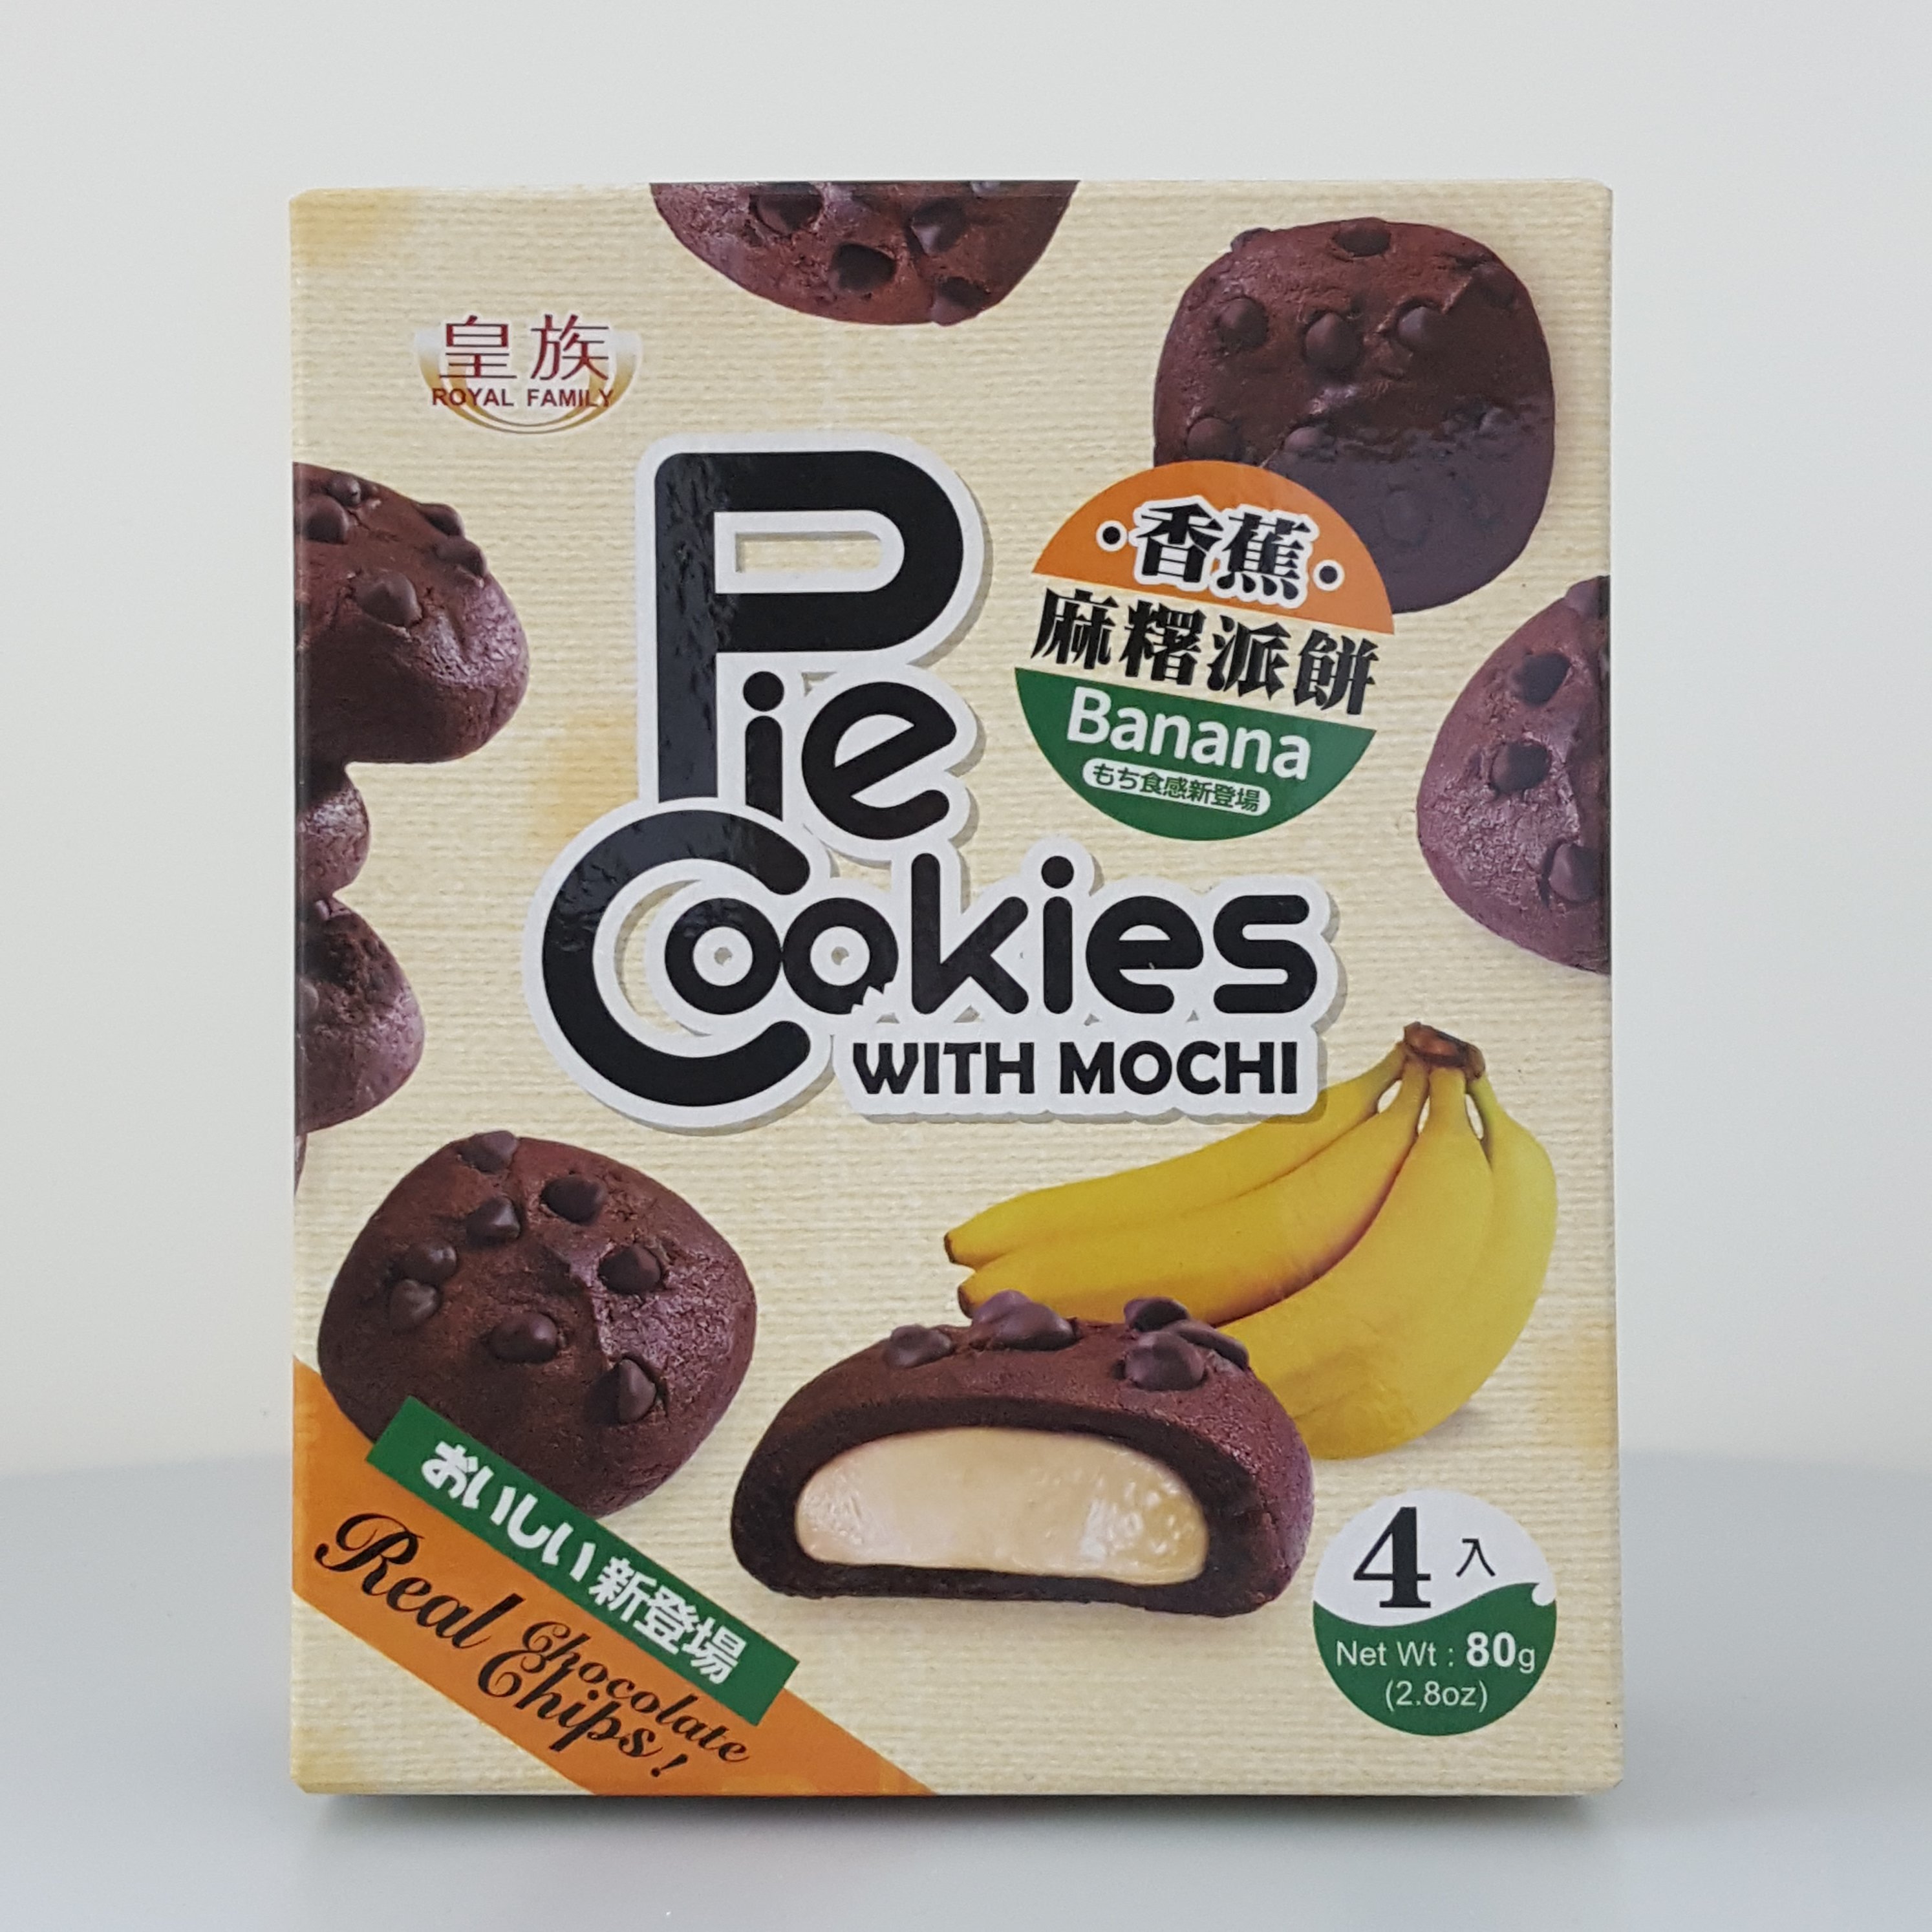 皇族
ROYAL FAMILY
Pie
Cookies
WITH MOCHI
•香蕉•
麻糬派餅
Banana
もち食感新登場
おいしい新登場
Real Chocolate Chips!
4入
Net Wt : 80g
(2.8oz)